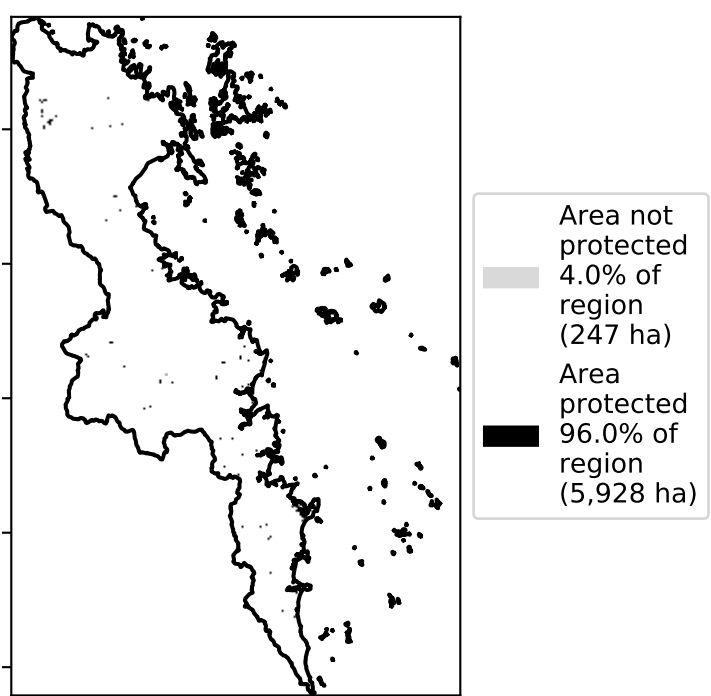 Area not
protected
4.0% of
region
(247 ha)
Area
protected
96.0% of
region
(5,928 ha)